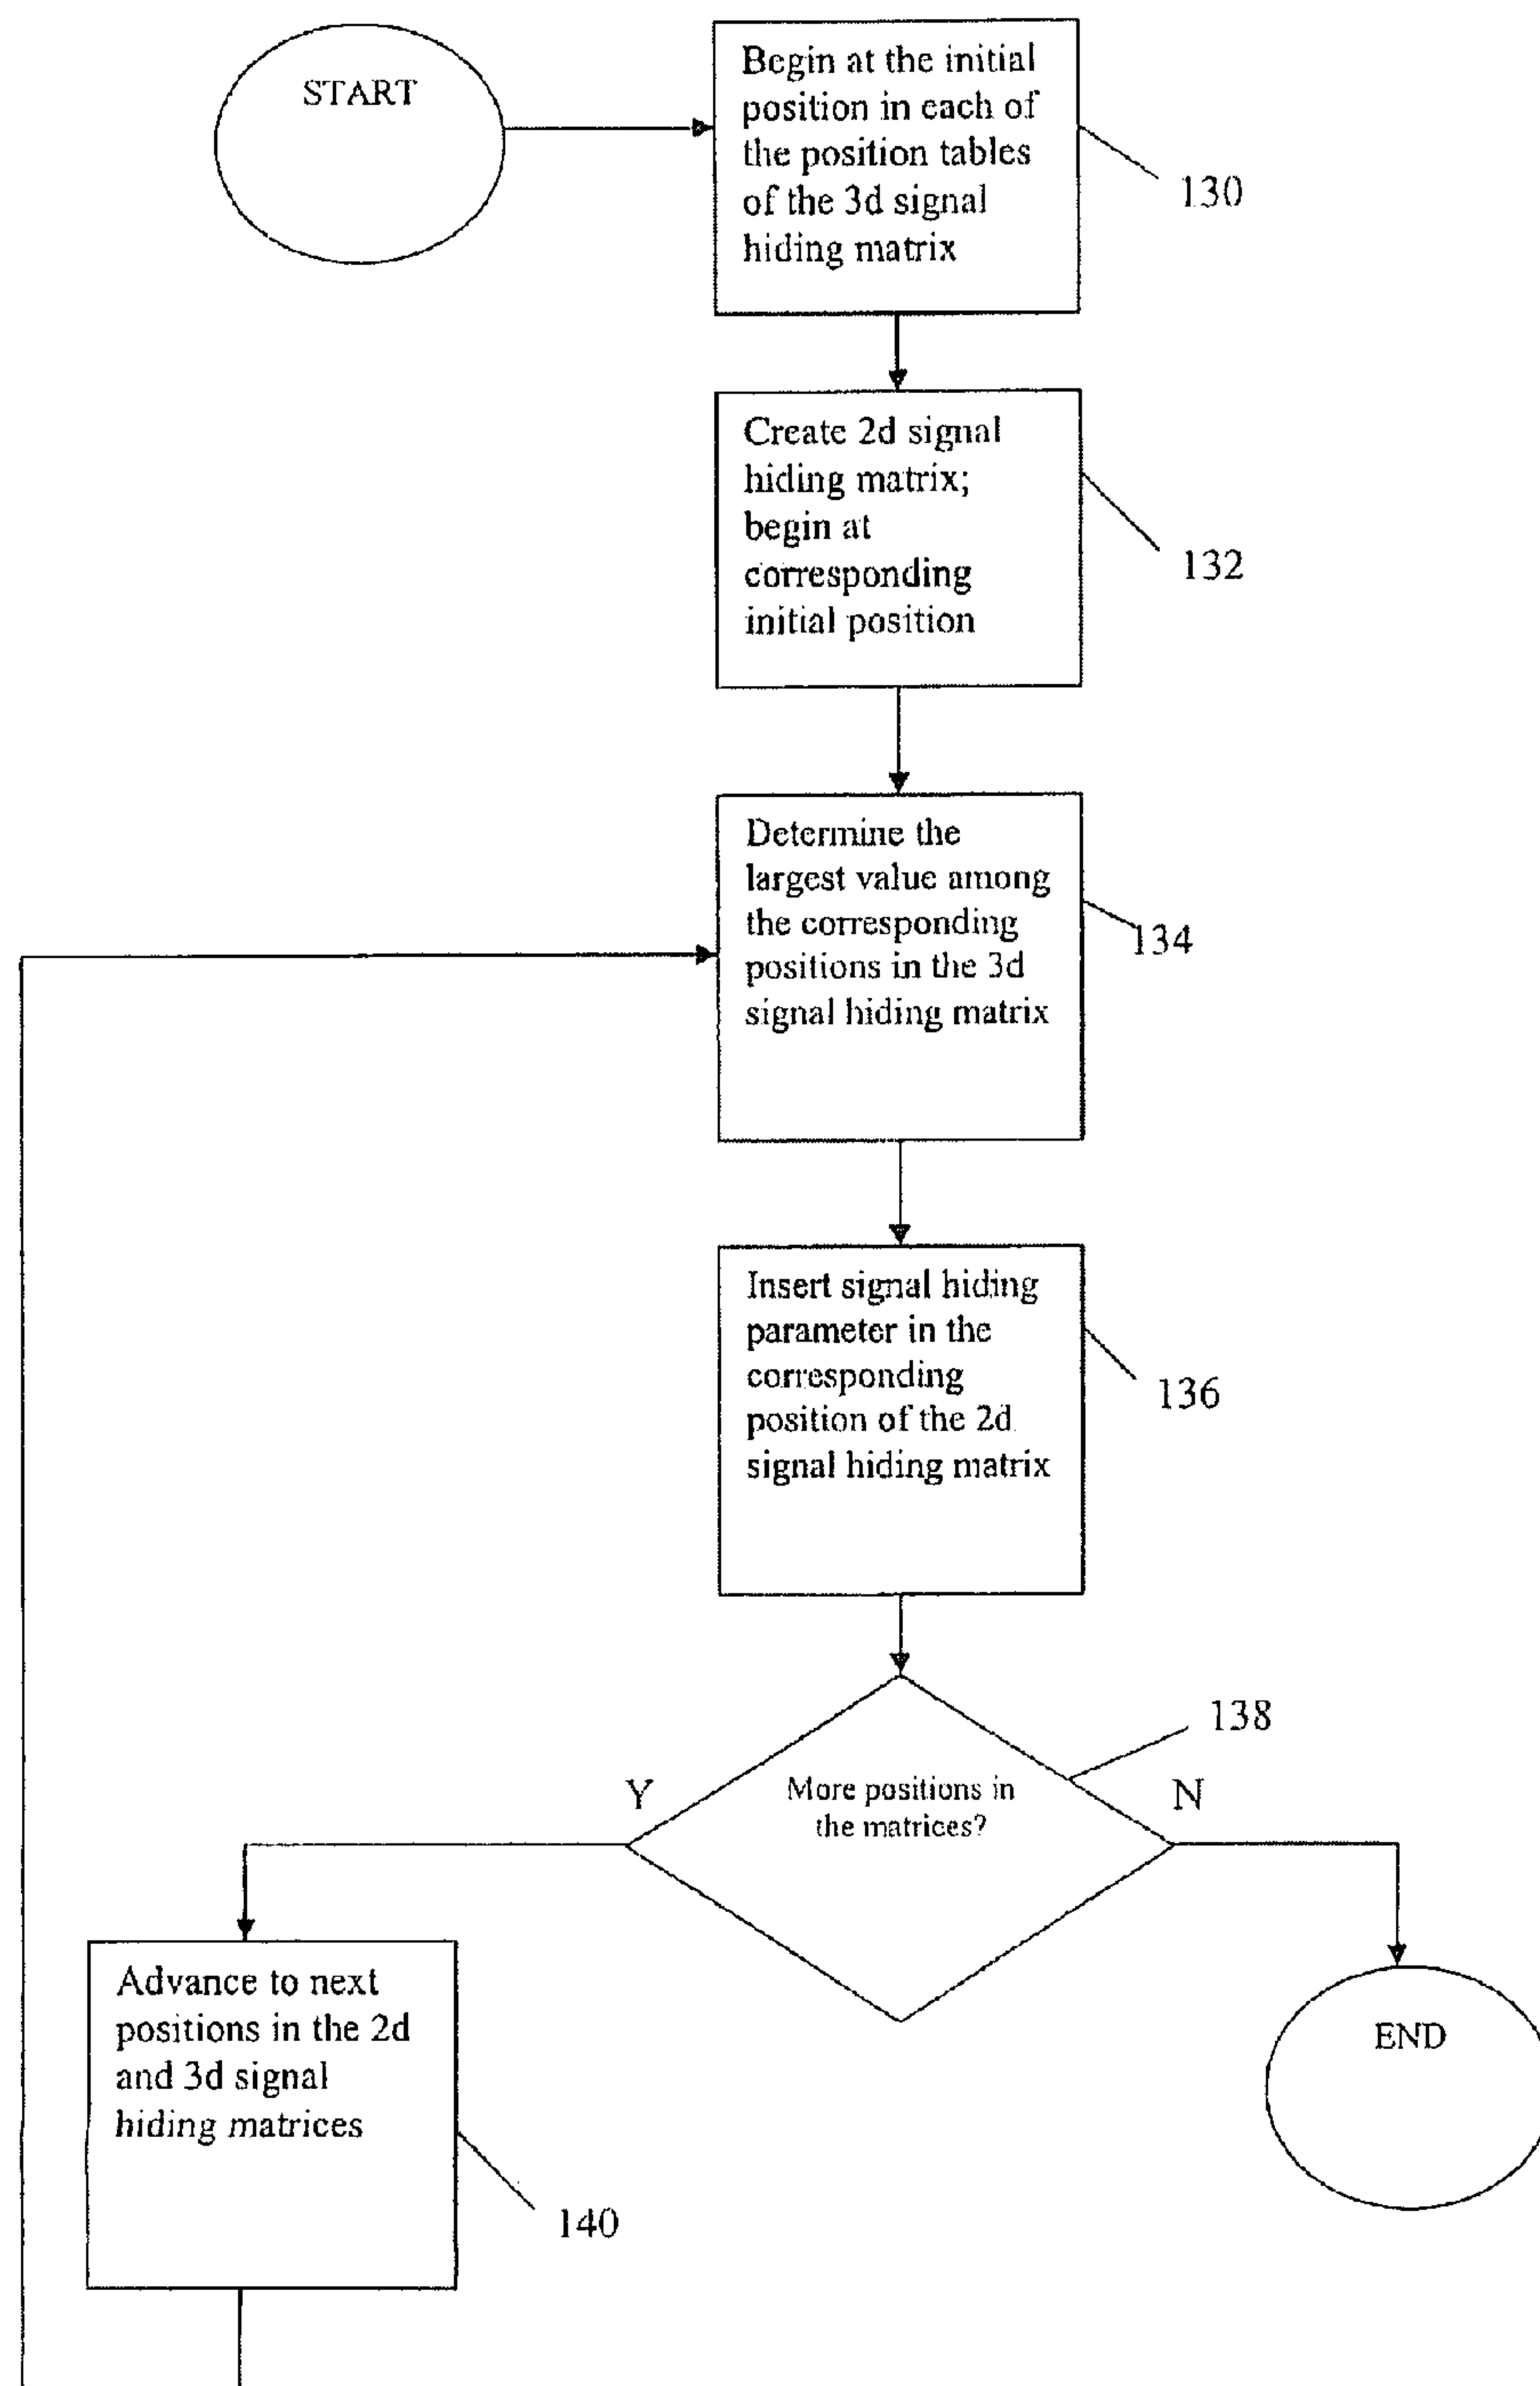 START
Begin at the initial
position in each of
the position tables
of the 3d signal
hiding matrix
130
Create 2d signal
hiding matrix;
begin at
corresponding
initial position
132
Determine the
largest value among
the corresponding
positions in the 3d
signal hiding matrix
134
Insert signal hiding
parameter in the
corresponding
position of the 2d
signal hiding matrix
136
138
Y
More positions in
the matrices?
N
Advance to next
positions in the 2d
and 3d signal
hiding matrices
140
END